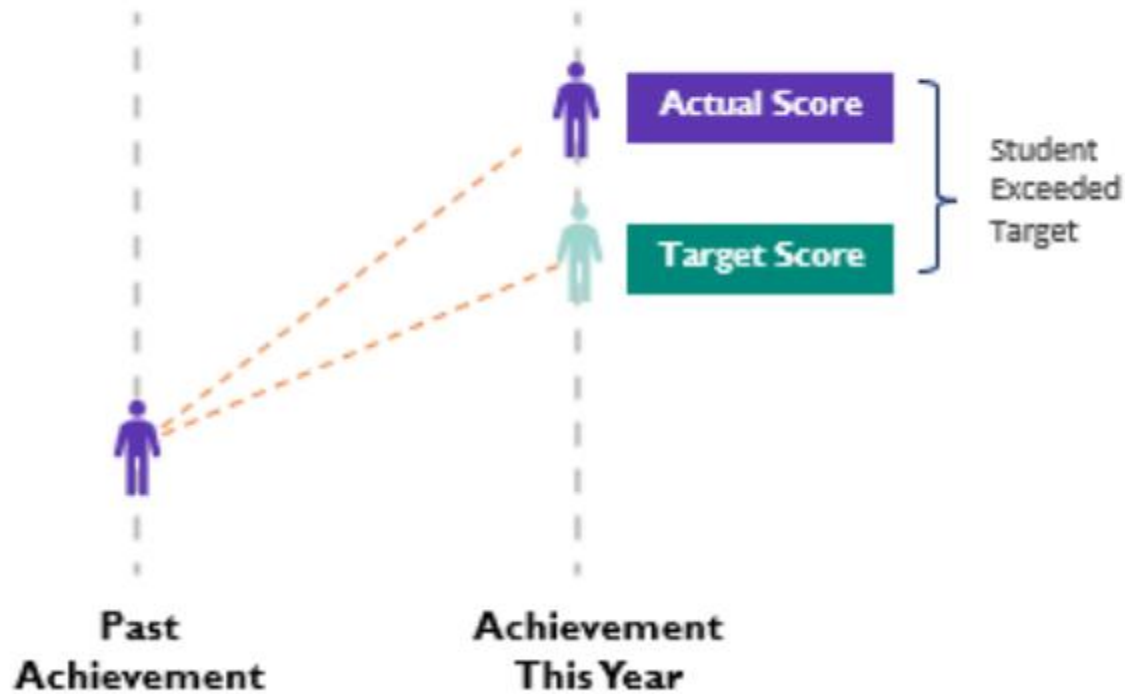 Actual Score
Student
Exceeded
Target
Target Score
Past
Achievement
Achievement
This Year